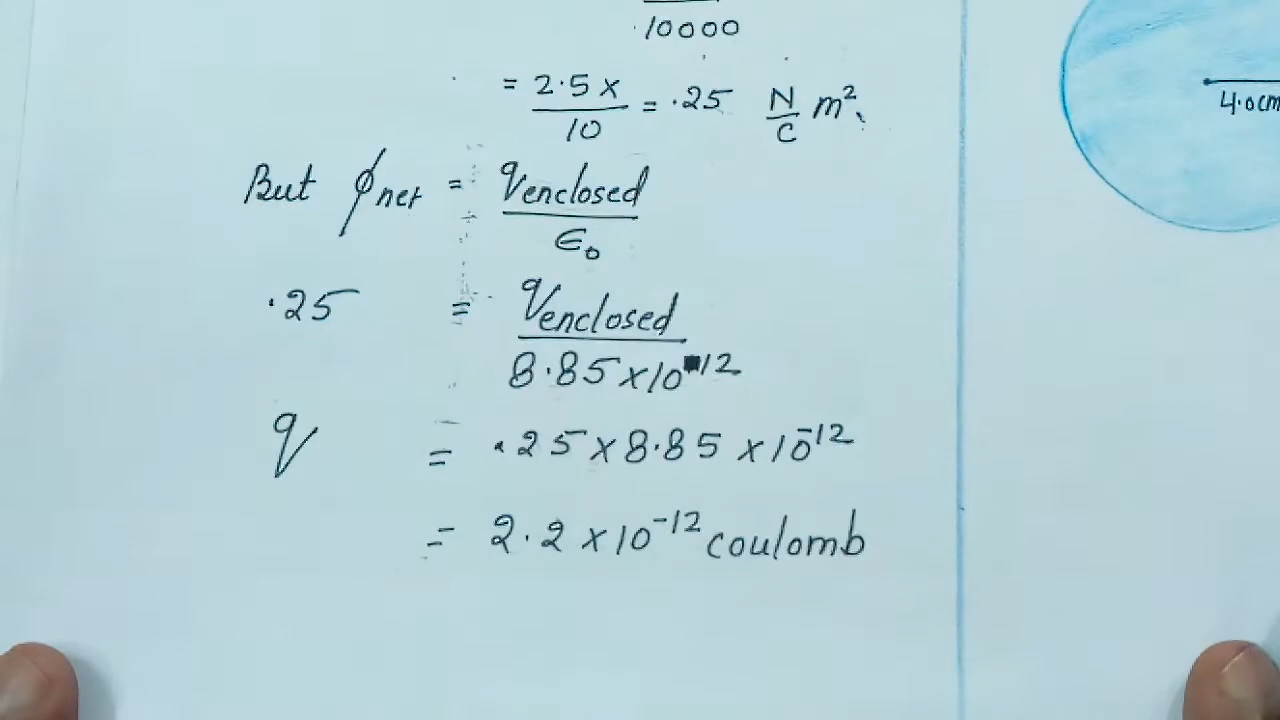 10000
= 2.5 x / 10 = .25 N/C m².
But ϕnet = qenclosed / ϵ₀
.25 = qenclosed / 8.85 x 10⁻¹²
q = .25 x 8.85 x 10⁻¹²
= 2.2 x 10⁻¹² coulomb
4.0cm